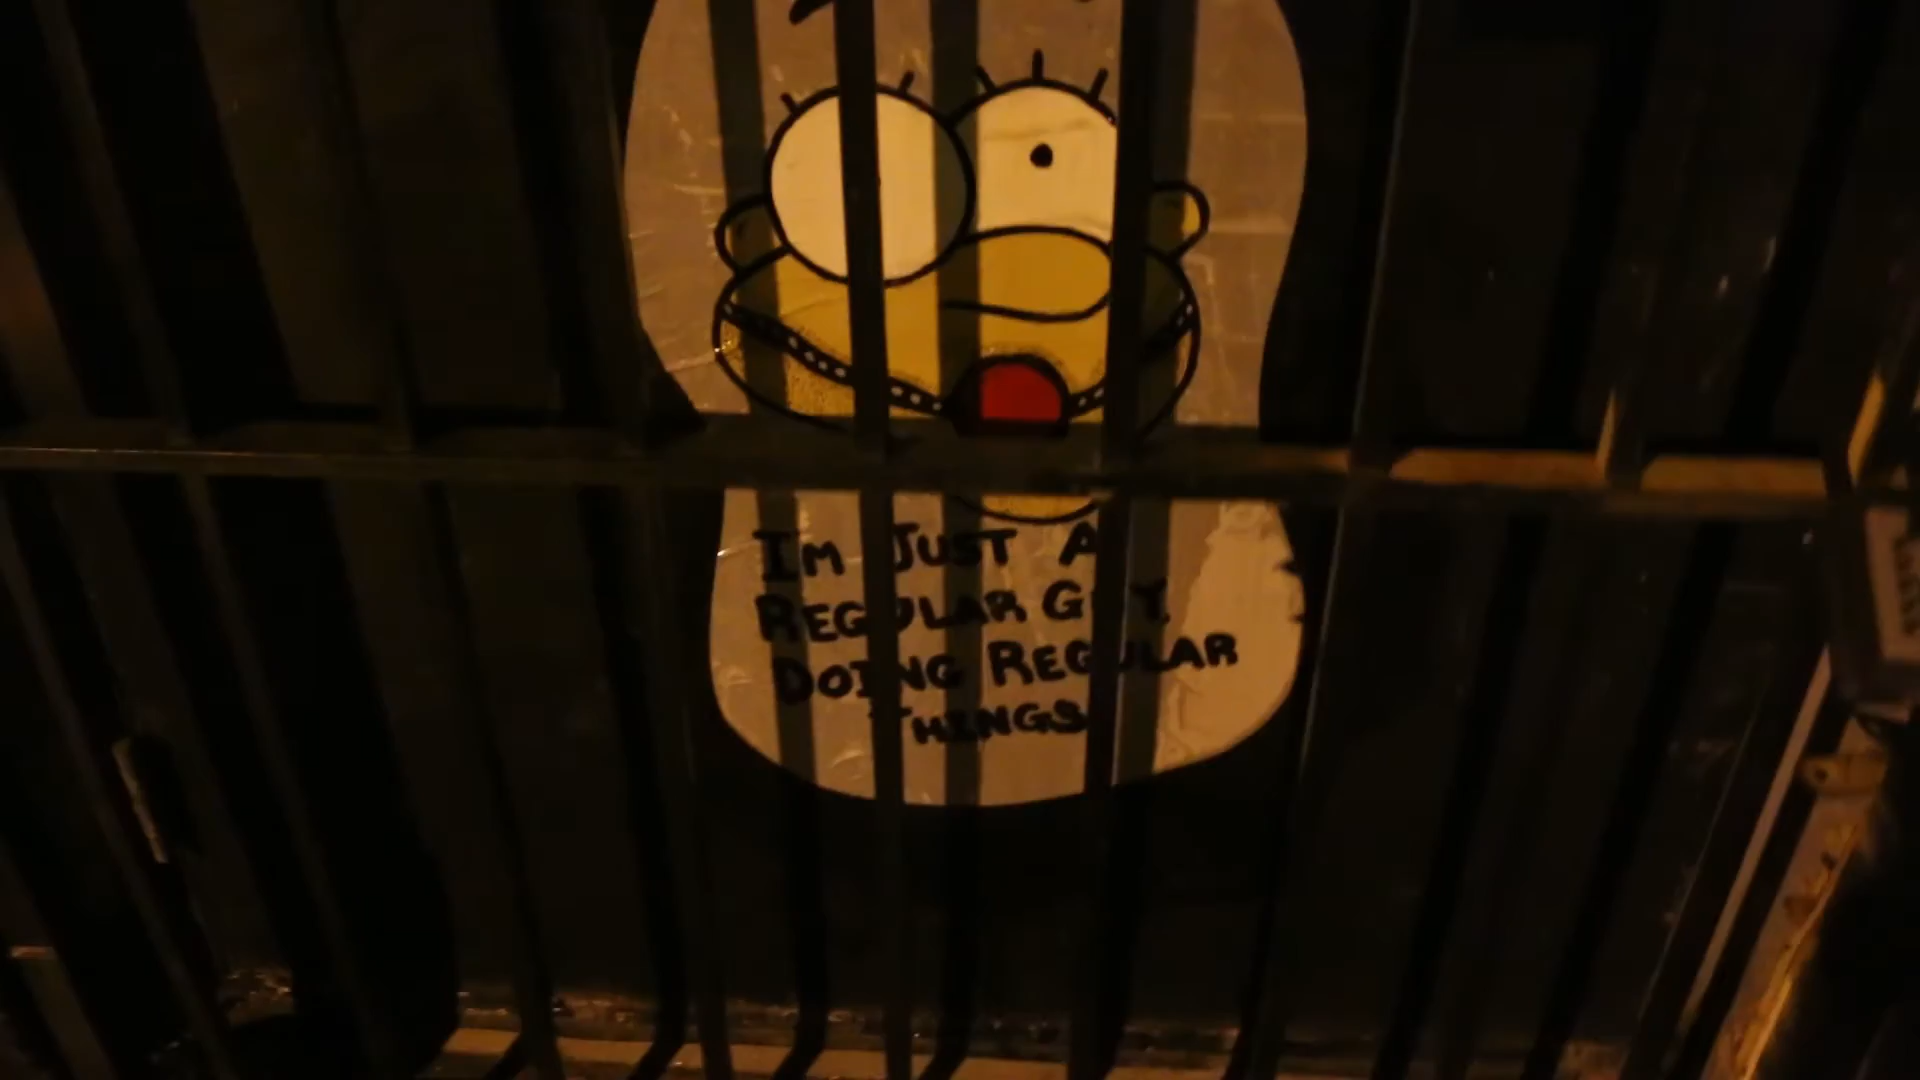 IM JUST A
REGULAR GUY.
DOING REGULAR
THINGS